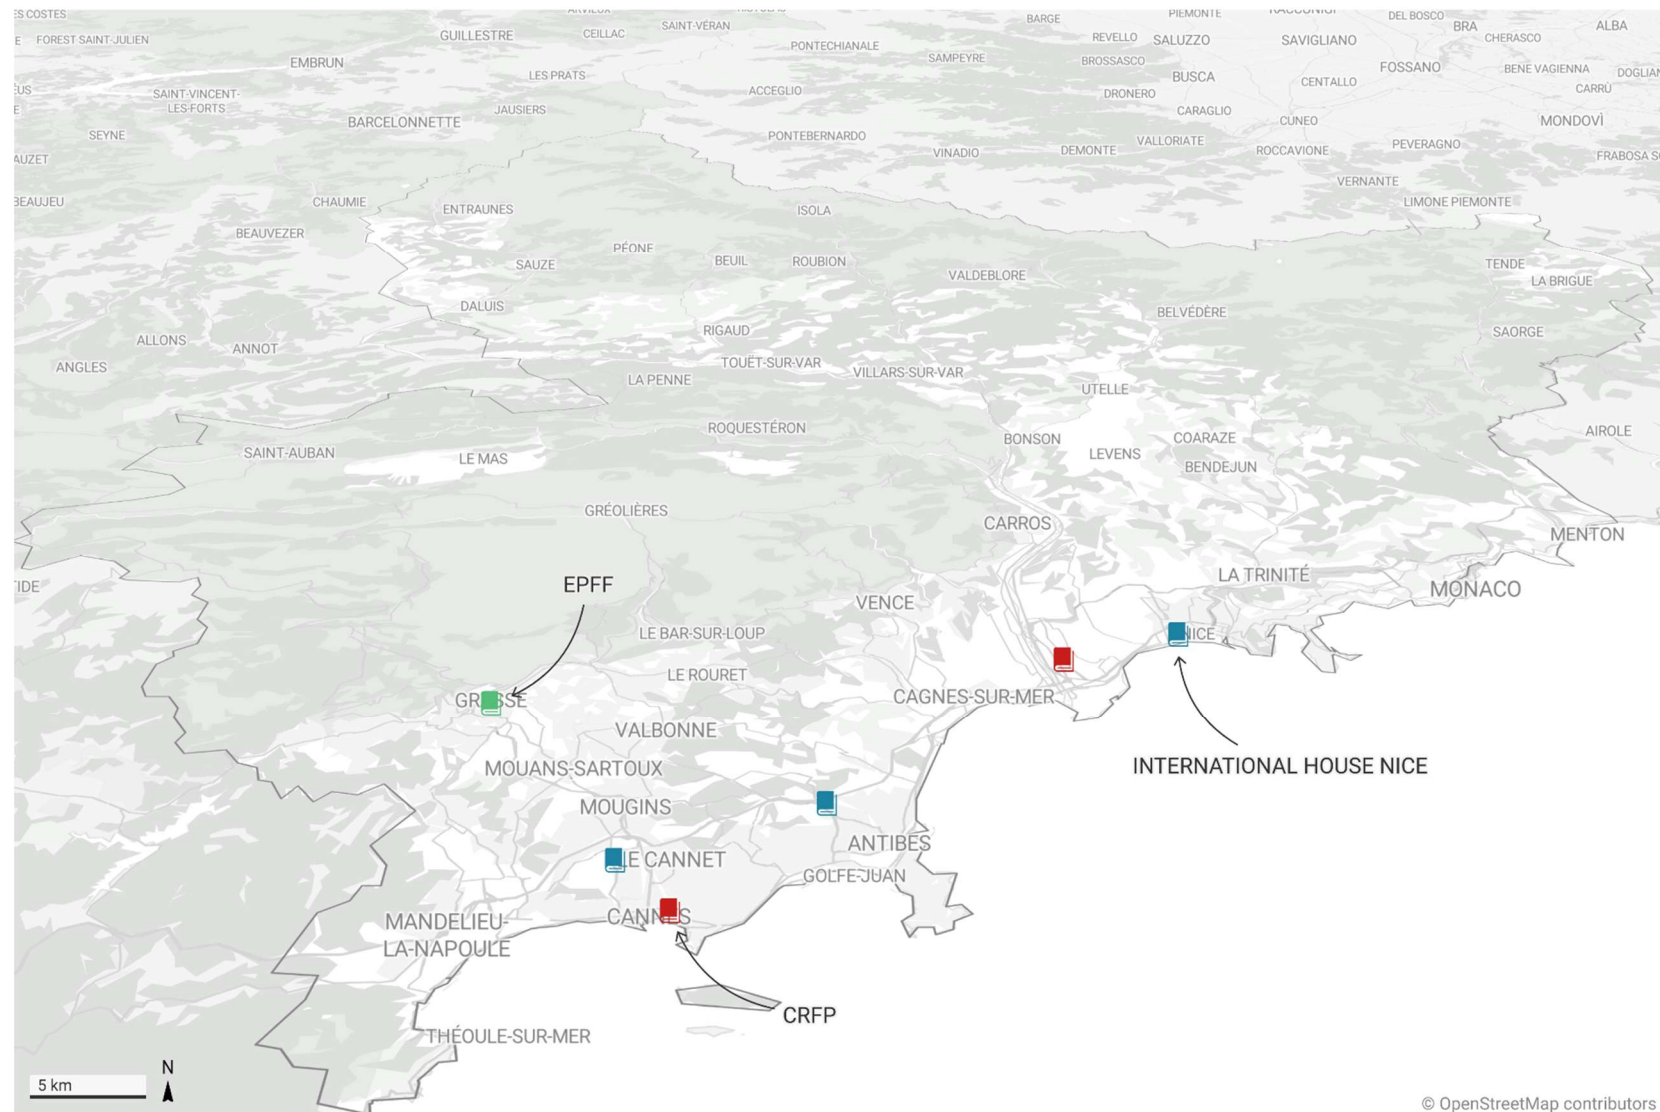 ES COSTES
ARVIEUX
SAINT-VÉRAN
BARGE
PIEMONTE
RACCONIGI
DEL BOSCO
BRA
ALBA
FOREST SAINT-JULIEN
GUILLESTRE
CEILLAC
PONTECHIANALE
REVELLO
SALUZZO
SAVIGLIANO
CHERASCO
EMBRUN
LES PRATS
SAMPEYRE
BROSSASCO
BUSCA
CENTALLO
FOSSANO
BENE VAGIENNA
DOGLIAN
SAINT-VINCENT-
LES-FORTS
JAUSIERS
ACCEGLIO
DRONERO
CARAGLIO
CARRÙ
SEYNE
BARCELONNETTE
PONTEBERNARDO
CUNEO
MONDOVÌ
AUZET
VINADIO
DEMONTE
VALLORIATE
ROCCAVIONE
PEVERAGNO
FRABOSA SO
VERNANTE
BEAUJEU
CHAUMIE
ENTRAUNES
ISOLA
LIMONE PIEMONTE
BEAUVEZER
PÉONE
SAUZE
BEUIL
ROUBION
VALDEBLORE
TENDE
LA BRIGUE
DALUIS
BELVÉDÈRE
ALLONS
ANNOT
RIGAUD
SAORGE
ANGLES
LA PENNE
TOUËT-SUR-VAR
VILLARS-SUR-VAR
UTELLE
ROQUESTÉRON
BONSON
COARAZE
AIROLE
SAINT-AUBAN
LE MAS
LEVENS
BENDEJUN
GRÉOLIÈRES
CARROS
MENTON
TIDE
EPFF
LA TRINITÉ
MONACO
VENCE
LE BAR-SUR-LOUP
NICE
LE ROURET
GRASSE
CAGNES-SUR-MER
VALBONNE
MOUANS-SARTOUX
INTERNATIONAL HOUSE NICE
MOUGINS
ANTIBES
LE CANNET
GOLFE-JUAN
CANNES
MANDELIEU-
LA-NAPOULE
CRFP
THÉOULE-SUR-MER
5 km
N
© OpenStreetMap contributors